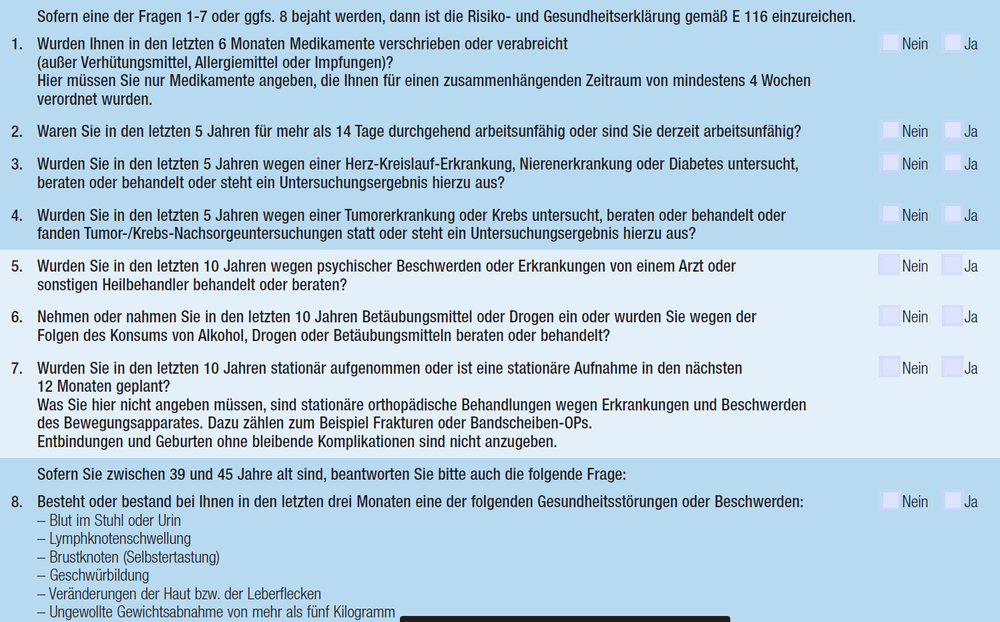 Sofern eine der Fragen 1-7 oder ggfs. 8 bejaht werden, dann ist die Risiko- und Gesundheitserklärung gemäß E 116 einzureichen.
1. Wurden Ihnen in den letzten 6 Monaten Medikamente verschrieben oder verabreicht Nein Ja
(außer Verhütungsmittel, Allergiemittel oder Impfungen)?
Hier müssen Sie nur Medikamente angeben, die Ihnen für einen zusammenhängenden Zeitraum von mindestens 4 Wochen
verordnet wurden.
2. Waren Sie in den letzten 5 Jahren für mehr als 14 Tage durchgehend arbeitsunfähig oder sind Sie derzeit arbeitsunfähig? Nein Ja
3. Wurden Sie in den letzten 5 Jahren wegen einer Herz-Kreislauf-Erkrankung, Nierenerkrankung oder Diabetes untersucht, Nein Ja
beraten oder behandelt oder steht ein Untersuchungsergebnis hierzu aus?
4. Wurden Sie in den letzten 5 Jahren wegen einer Tumorerkrankung oder Krebs untersucht, beraten oder behandelt oder Nein Ja
fanden Tumor-/Krebs-Nachsorgeuntersuchungen statt oder steht ein Untersuchungsergebnis hierzu aus?
5. Wurden Sie in den letzten 10 Jahren wegen psychischer Beschwerden oder Erkrankungen von einem Arzt oder Nein Ja
sonstigen Heilbehandler behandelt oder beraten?
6. Nehmen oder nahmen Sie in den letzten 10 Jahren Betäubungsmittel oder Drogen ein oder wurden Sie wegen der Nein Ja
Folgen des Konsums von Alkohol, Drogen oder Betäubungsmitteln beraten oder behandelt?
7. Wurden Sie in den letzten 10 Jahren stationär aufgenommen oder ist eine stationäre Aufnahme in den nächsten Nein Ja
12 Monaten geplant?
Was Sie hier nicht angeben müssen, sind stationäre orthopädische Behandlungen wegen Erkrankungen und Beschwerden
des Bewegungsapparates. Dazu zählen zum Beispiel Frakturen oder Bandscheiben-OPs.
Entbindungen und Geburten ohne bleibende Komplikationen sind nicht anzugeben.
Sofern Sie zwischen 39 und 45 Jahre alt sind, beantworten Sie bitte auch die folgende Frage:
8. Besteht oder bestand bei Ihnen in den letzten drei Monaten eine der folgenden Gesundheitsstörungen oder Beschwerden: Nein Ja
– Blut im Stuhl oder Urin
– Lymphknotenschwellung
– Brustknoten (Selbstertastung)
– Geschwürbildung
– Veränderungen der Haut bzw. der Leberflecken
– Ungewollte Gewichtsabnahme von mehr als fünf Kilogramm